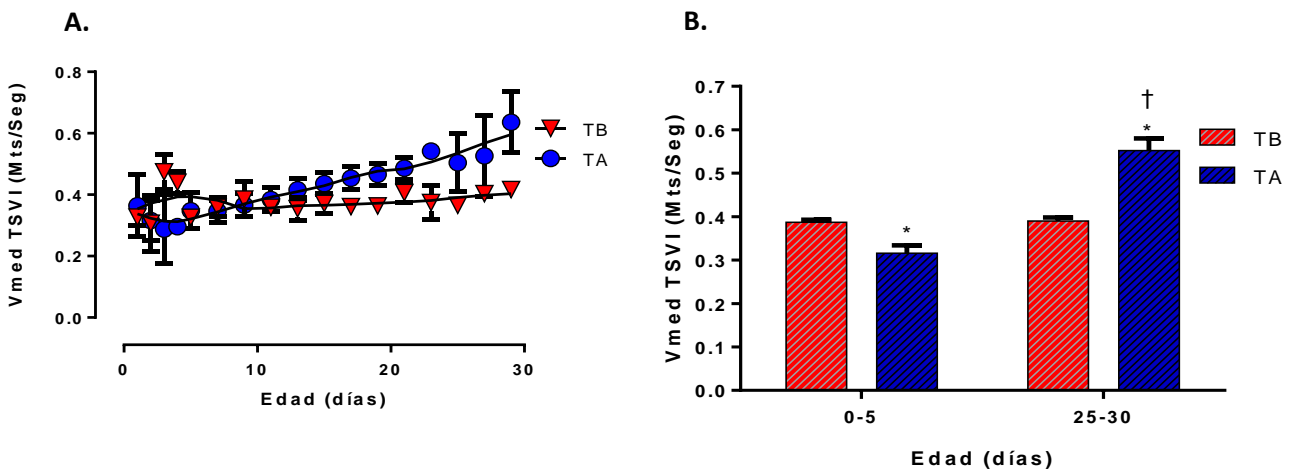 A.
Vmed TSVI (Mts/Seg)
0.8
0.6
0.4
0.2
0.0
0 10 20 30
Edad (días)
TB
TA
B.
Vmed TSVI (Mts/Seg)
0.7
0.6
0.5
0.4
0.3
0.2
0.1
0.0
*
†
*
0-5 25-30
Edad (días)
TB
TA